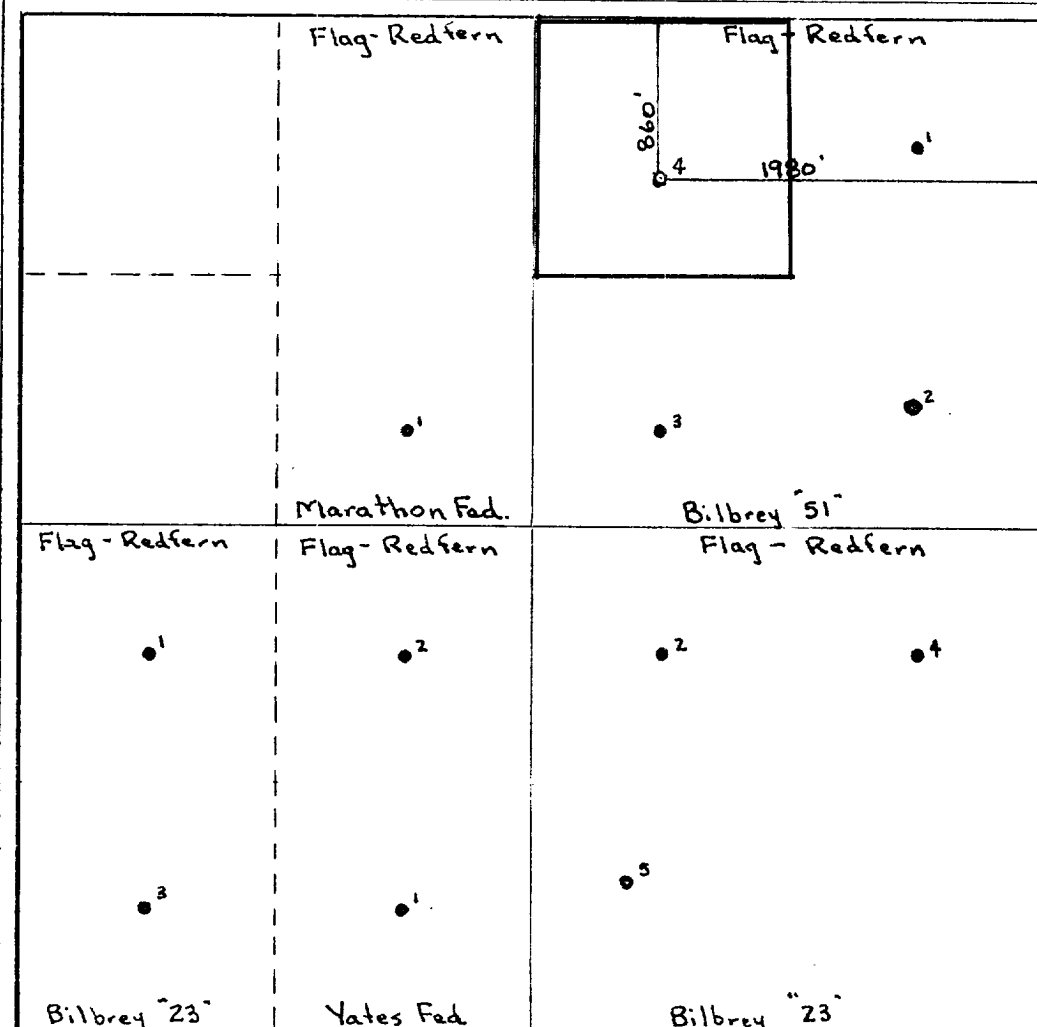 Flag-Redfern
Flag-Redfern
860'
1
4
1980'
2
1
3
Marathon Fed.
Bilbrey "51"
Flag-Redfern
Flag-Redfern
Flag - Redfern
1
2
2
4
5
3
1
Bilbrey "23"
Yates Fed
Bilbrey "23"